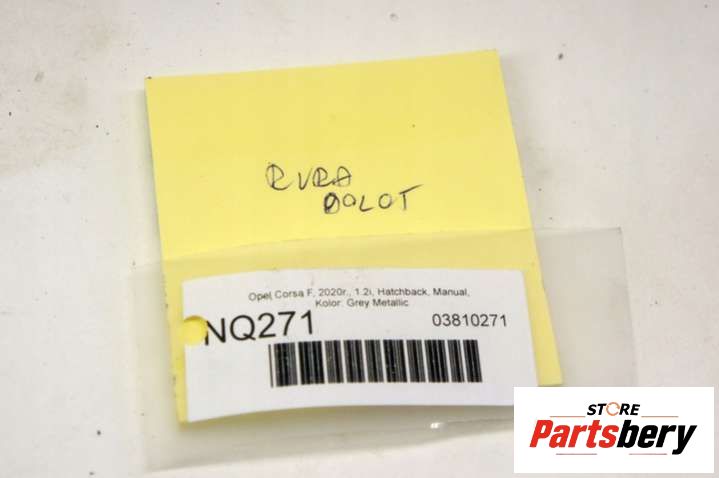 RURA
DOLOT
Opel Corsa F, 2020r., 1.2i, Hatchback, Manual,
Kolor: Grey Metallic
NQ271
03810271
STORE
Partsbery